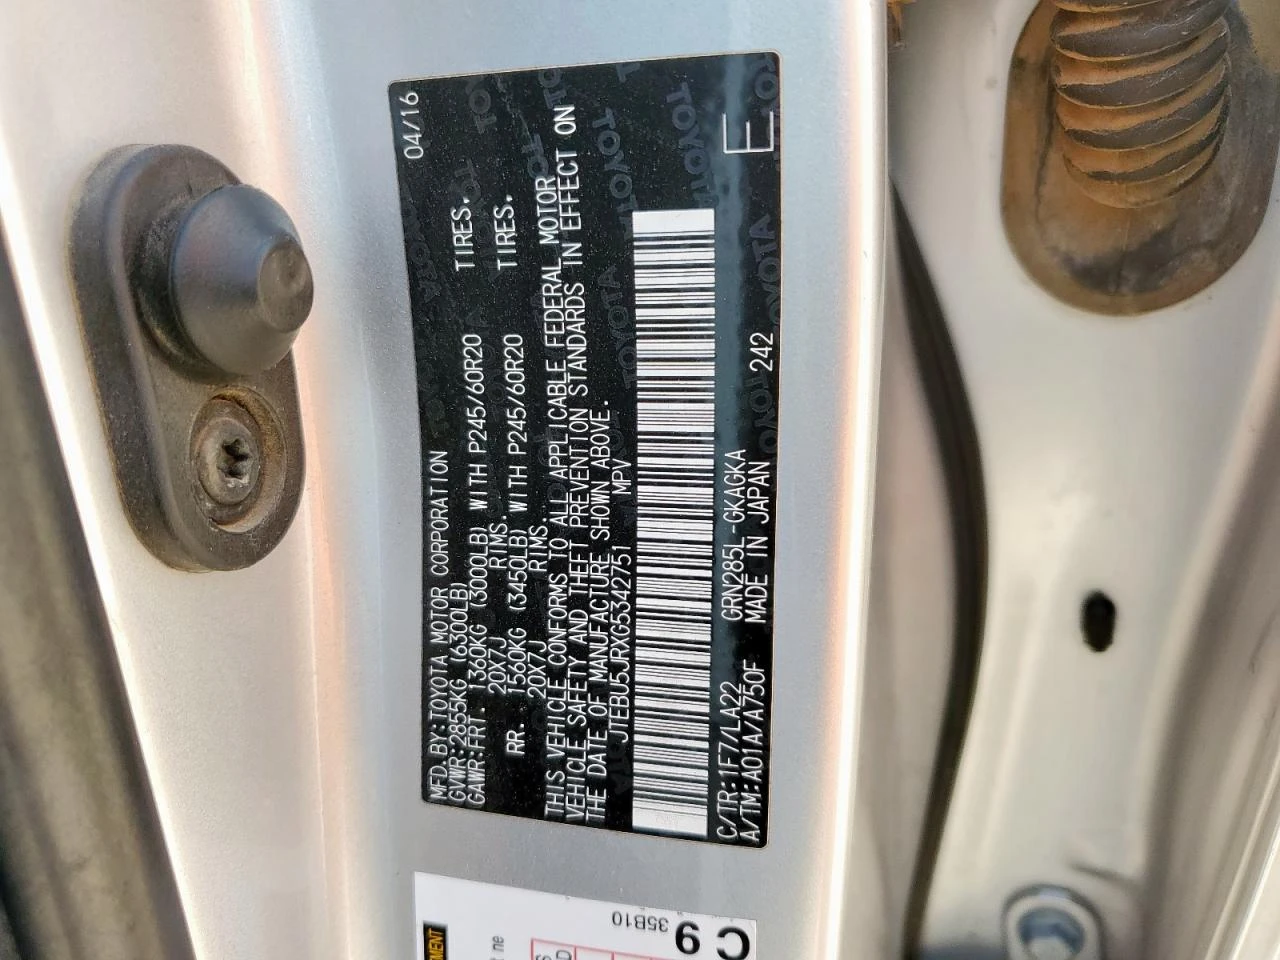 MFD.BY:TOYOTA MOTOR CORPORATION 04/16
GVWR:2855KG (6300LB)
GAWR:FRT. 1360KG (3000LB) WITH P245/60R20 TIRES.
20X7J RIMS.
RR. 1560KG (3450LB) WITH P245/60R20 TIRES.
20X7J RIMS.
THIS VEHICLE CONFORMS TO ALL APPLICABLE FEDERAL MOTOR
VEHICLE SAFETY AND THEFT PREVENTION STANDARDS IN EFFECT ON
THE DATE OF MANUFACTURE SHOWN ABOVE.
JTEBU5JRXG5342751 MPV
C/TR:1F7/LA22 GRN285L-GKAGKA
A/TM:A01A/A750F MADE IN JAPAN 242 E
35B10
C 9